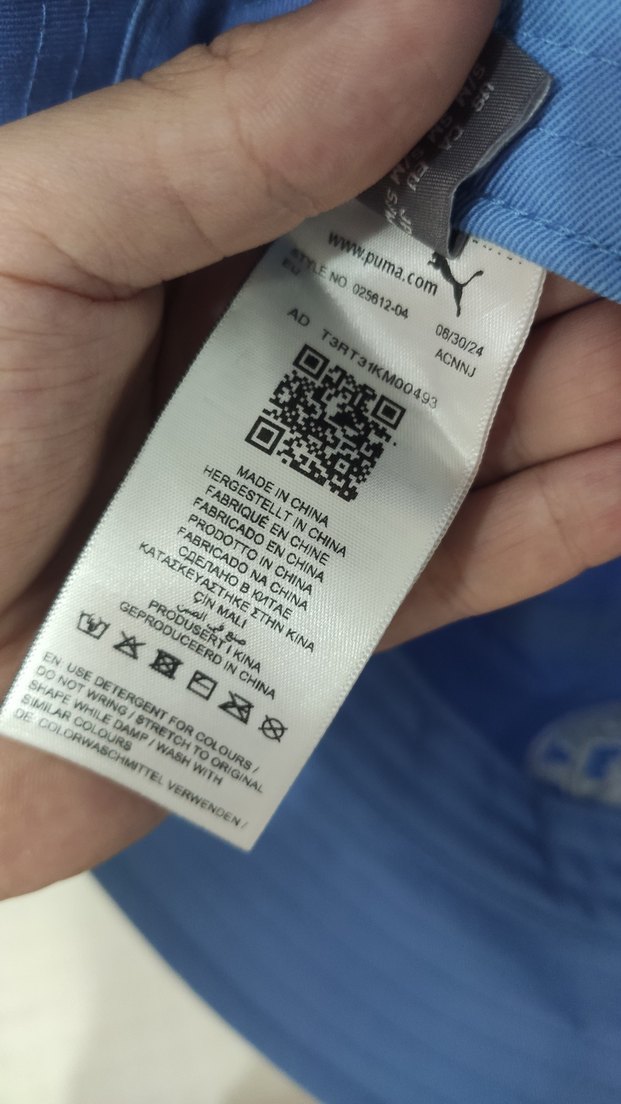 S/M S/M S/M S/M
www.puma.com
STYLE NO. 025612-04
EU
08/30/24
ACNNJ
AD T3RT31KM00493
MADE IN CHINA
HERGESTELLT IN CHINA
FABRIQUÉ EN CHINE
FABRICADO EN CHINA
PRODOTTO IN CHINA
FABRICADO NA CHINA
СДЕЛАНО В КИТАЕ
ΚΑΤΑΣΚΕΥΑΣΤΗΚΕ ΣΤΗΝ ΚΙΝΑ
ÇİN MALI
صنع في الصين
PRODUSERT I KINA
GEPRODUCEERD IN CHINA
EN USE DETERGENT FOR COLOURS /
DO NOT WRING / STRETCH TO ORIGINAL
SHAPE WHILE DAMP / WASH WITH
SIMILAR COLOURS
DE COLORWASCHMITTEL VERWENDEN /